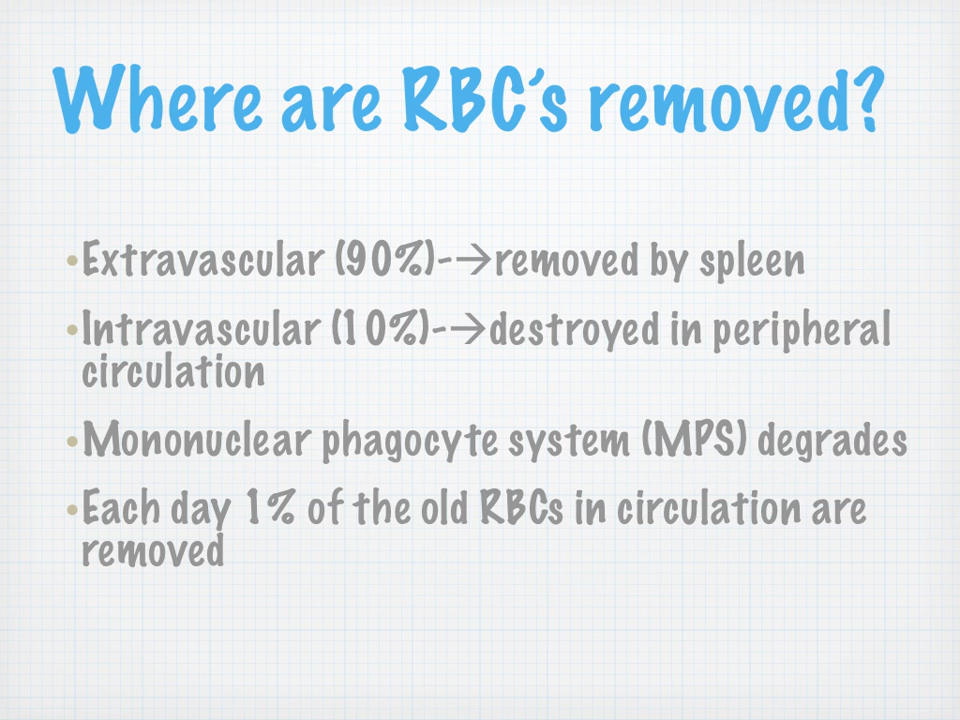 Where are RBC’s removed?
•Extravascular (90%)-→removed by spleen
•Intravascular (10%)-→destroyed in peripheral
circulation
•Mononuclear phagocyte system (MPS) degrades
•Each day 1% of the old RBCs in circulation are
removed